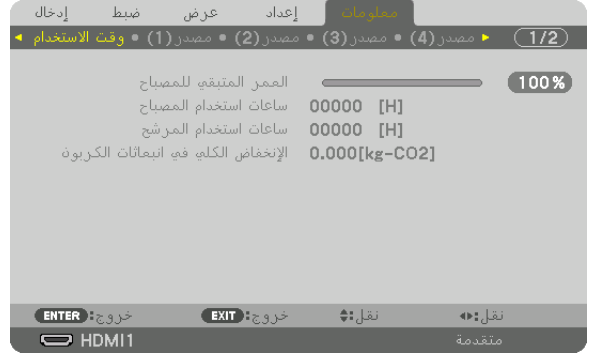 إدخال ضبط عرض إعداد معلومات
◄ وقت الاستخدام • مصدر(1) • مصدر(2) • مصدر(3) • مصدر(4) ► 1/2
العمر المتبقي للمصباح 100%
ساعات استخدام المصباح 00000 [H]
ساعات استخدام المرشح 00000 [H]
الإنخفاض الكلي في انبعاثات الكربون 0.000[kg-CO2]
ENTER:خروج EXIT:خروج نقل: نقل:
HDMI1 متقدمة